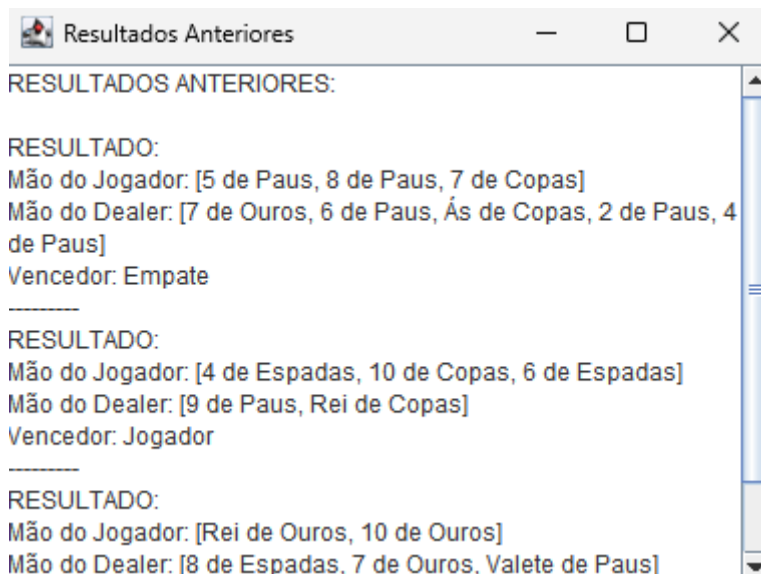 Resultados Anteriores
RESULTADOS ANTERIORES:
RESULTADO:
Mão do Jogador: [5 de Paus, 8 de Paus, 7 de Copas]
Mão do Dealer: [7 de Ouros, 6 de Paus, Ás de Copas, 2 de Paus, 4
de Paus]
Vencedor: Empate
---------
RESULTADO:
Mão do Jogador: [4 de Espadas, 10 de Copas, 6 de Espadas]
Mão do Dealer: [9 de Paus, Rei de Copas]
Vencedor: Jogador
---------
RESULTADO:
Mão do Jogador: [Rei de Ouros, 10 de Ouros]
Mão do Dealer: [8 de Espadas, 7 de Ouros, Valete de Paus]